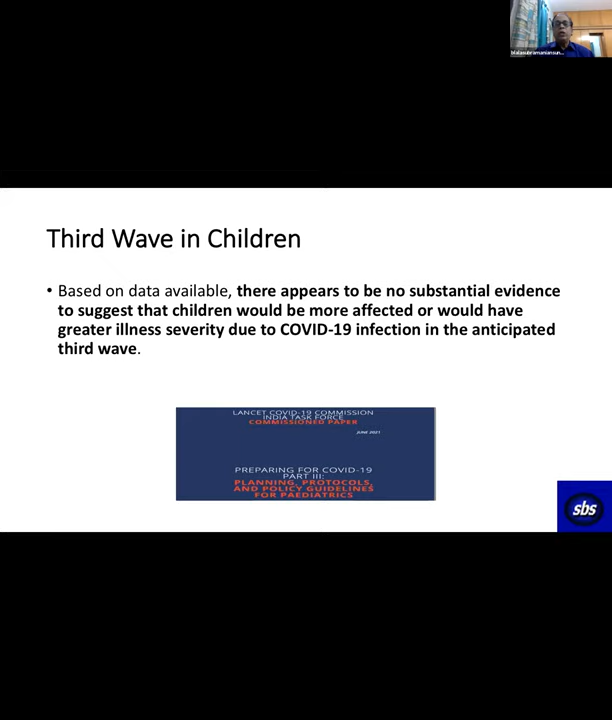 blalasubramaniansun...
Third Wave in Children
• Based on data available, there appears to be no substantial evidence
to suggest that children would be more affected or would have
greater illness severity due to COVID-19 infection in the anticipated
third wave.
LANCET COVID-19 COMMISSION
INDIA TASK FORCE
COMMISSIONED PAPER
JUNE 2021
PREPARING FOR COVID-19
PART III:
PLANNING, PROTOCOLS,
AND POLICY GUIDELINES
FOR PAEDIATRICS
sbs